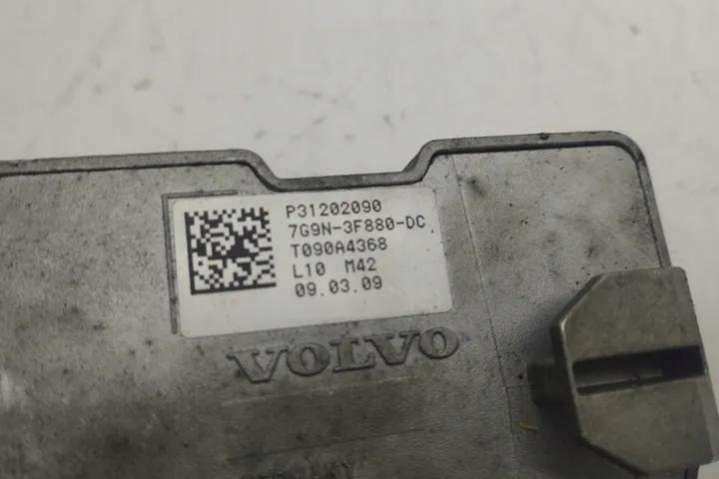 P31202090
7G9N-3F880-DC
T090A4368
L10 M42
09.03.09
VOLVO